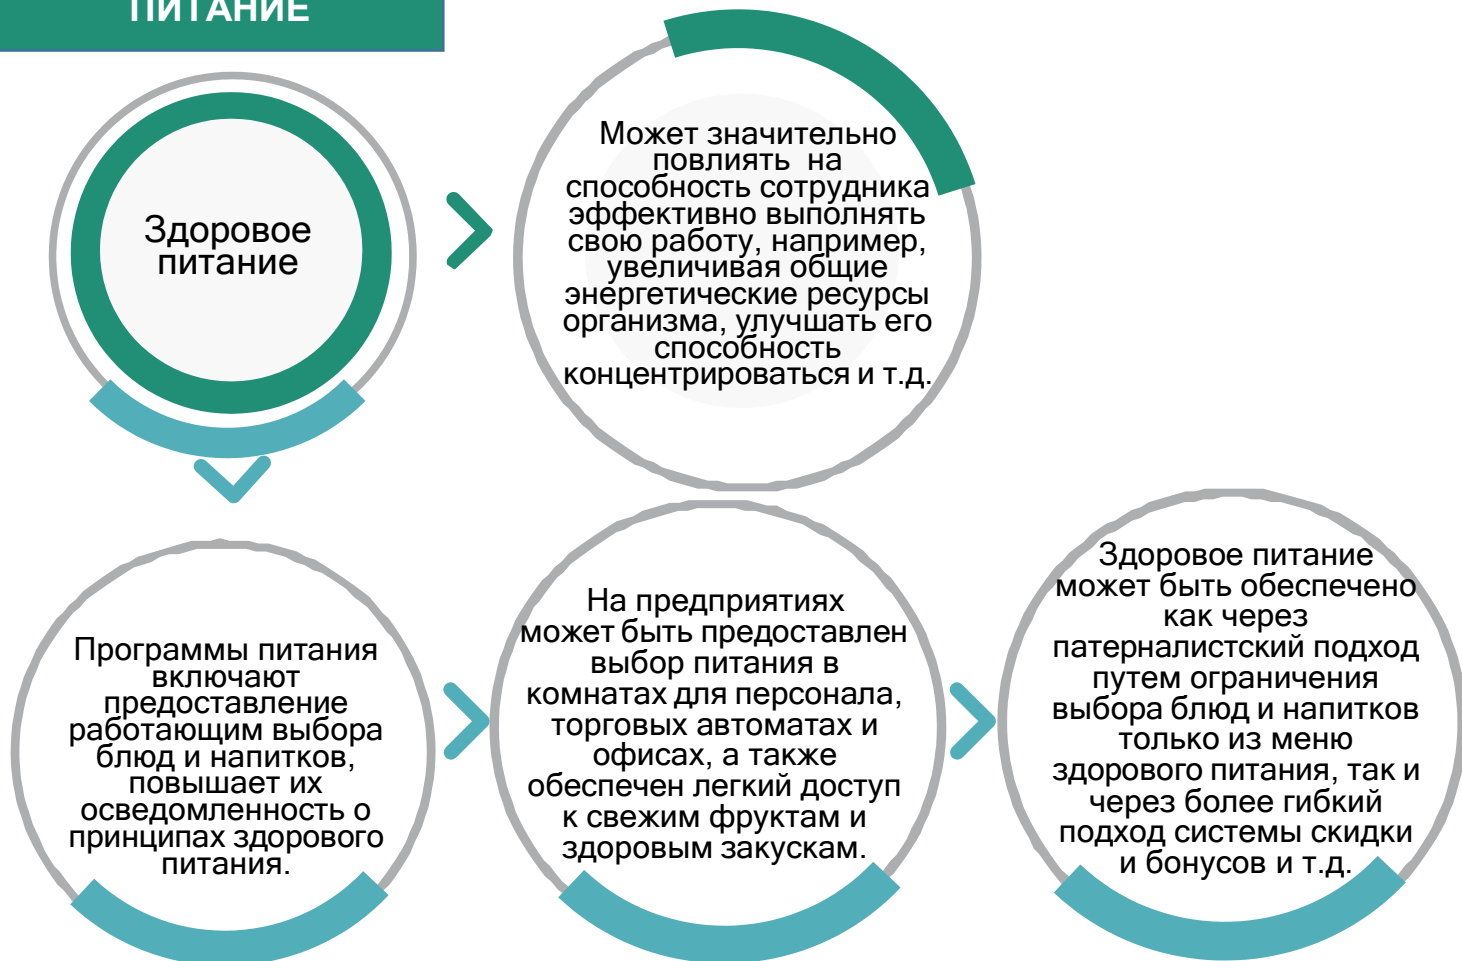 ПИТАНИЕ
Здоровое
питание
Может значительно
повлиять на
способность сотрудника
эффективно выполнять
свою работу, например,
увеличивая общие
энергетические ресурсы
организма, улучшать его
способность
концентрироваться и т.д.
Программы питания
включают
предоставление
работающим выбора
блюд и напитков,
повышает их
осведомленность о
принципах здорового
питания.
На предприятиях
может быть предоставлен
выбор питания в
комнатах для персонала,
торговых автоматах и
офисах, а также
обеспечен легкий доступ
к свежим фруктам и
здоровым закускам.
Здоровое питание
может быть обеспечено
как через
патерналистский подход
путем ограничения
выбора блюд и напитков
только из меню
здорового питания, так и
через более гибкий
подход системы скидки
и бонусов и т.д.